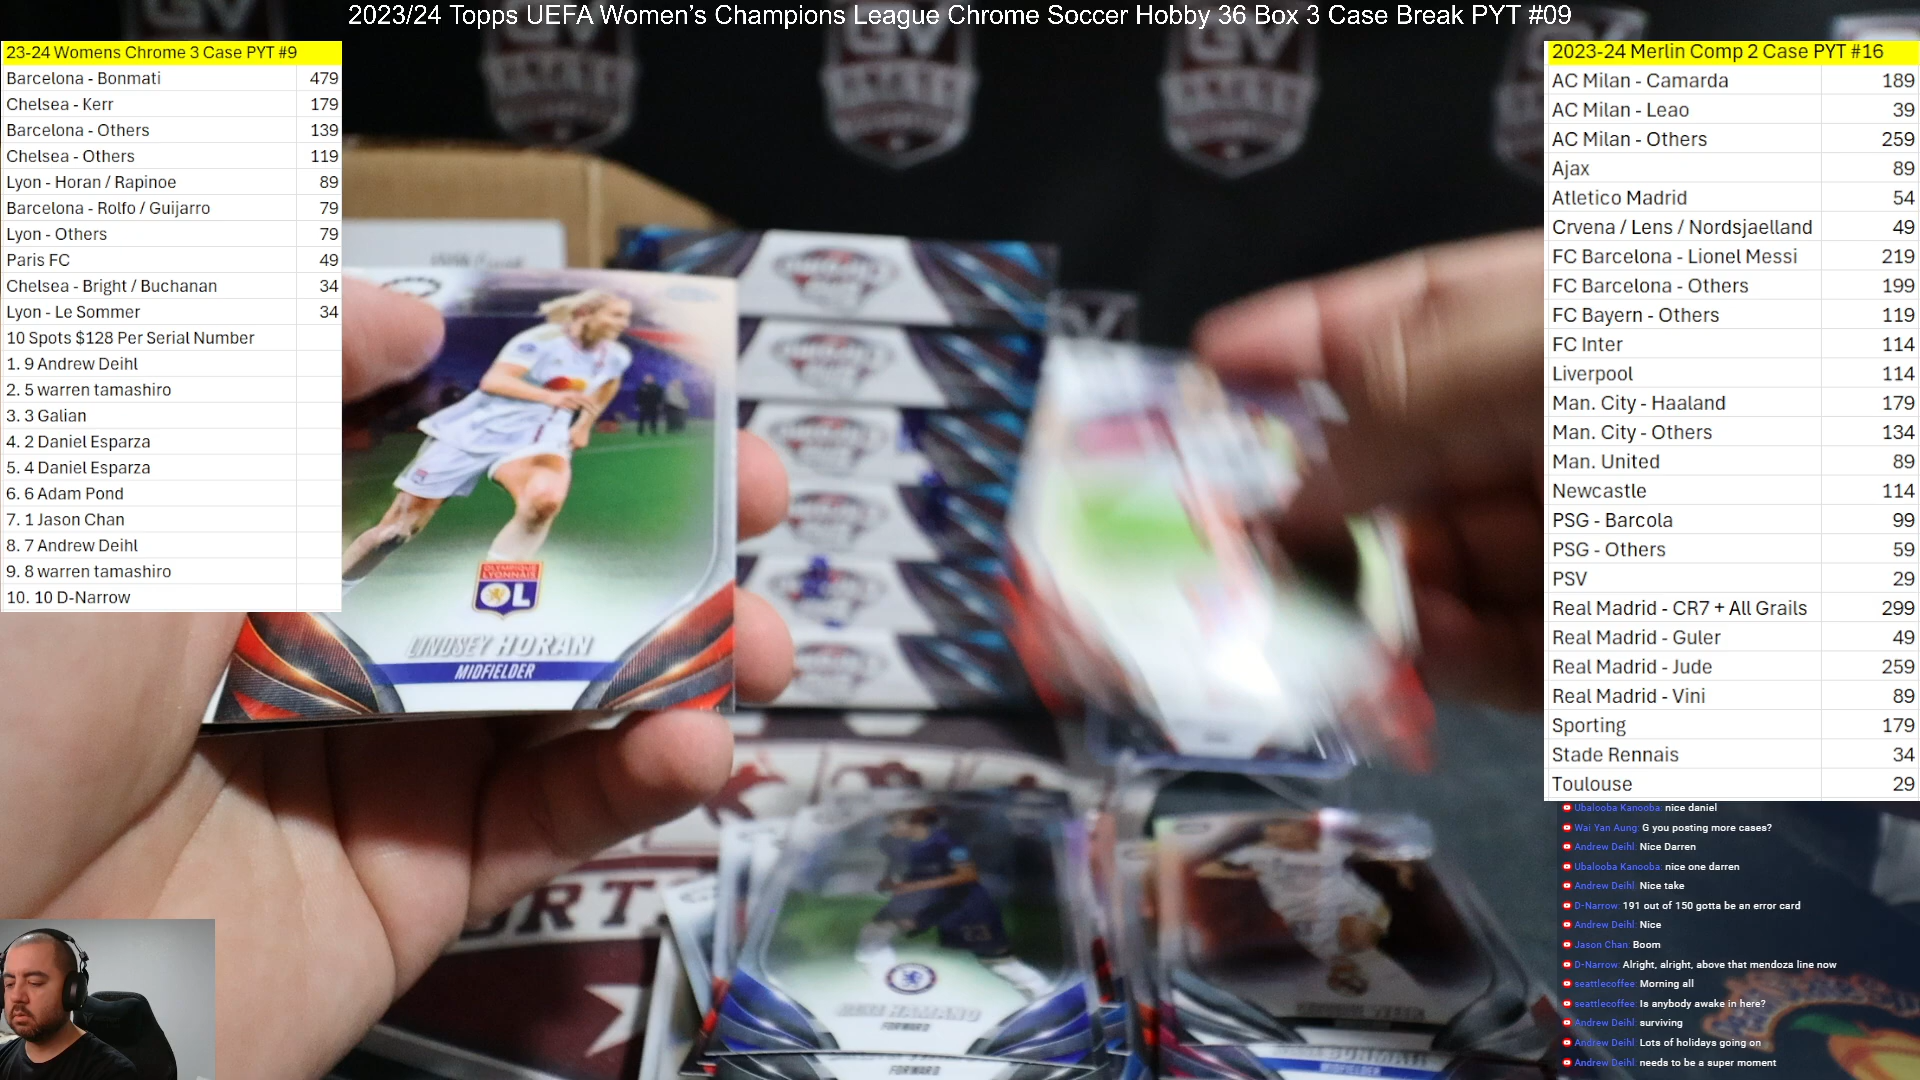 2023/24 Topps UEFA Women's Champions League Chrome Soccer Hobby 36 Box 3 Case Break PYT #09
23-24 Womens Chrome 3 Case PYT #9
Barcelona - Bonmati 479
Chelsea - Kerr 179
Barcelona - Others 139
Chelsea - Others 119
Lyon - Horan / Rapinoe 89
Barcelona - Rolfo / Guijarro 79
Lyon - Others 79
Paris FC 49
Chelsea - Bright / Buchanan 34
Lyon - Le Sommer 34
10 Spots $128 Per Serial Number
1. 9 Andrew Deihl
2. 5 warren tamashiro
3. 3 Galian
4. 2 Daniel Esparza
5. 4 Daniel Esparza
6. 6 Adam Pond
7. 1 Jason Chan
8. 7 Andrew Deihl
9. 8 warren tamashiro
10. 10 D-Narrow
OLYMPIQUE
LYONNAIS
OL
LINDSEY HORAN
MIDFIELDER
FORWARD
FORWARD
MIDFIELDER
2023-24 Merlin Comp 2 Case PYT #16
AC Milan - Camarda 189
AC Milan - Leao 39
AC Milan - Others 259
Ajax 89
Atletico Madrid 54
Crvena / Lens / Nordsjaelland 49
FC Barcelona - Lionel Messi 219
FC Barcelona - Others 199
FC Bayern - Others 119
FC Inter 114
Liverpool 114
Man. City - Haaland 179
Man. City - Others 134
Man. United 89
Newcastle 114
PSG - Barcola 99
PSG - Others 59
PSV 29
Real Madrid - CR7 + All Grails 299
Real Madrid - Guler 49
Real Madrid - Jude 259
Real Madrid - Vini 89
Sporting 179
Stade Rennais 34
Toulouse 29
Ubalooba Kanooba: nice daniel
Wai Yan Aung: G you posting more cases?
Andrew Deihl: Nice Darren
Ubalooba Kanooba: nice one darren
Andrew Deihl: Nice take
D-Narrow: 191 out of 150 gotta be an error card
Andrew Deihl: Nice
Jason Chan: Boom
D-Narrow: Alright, alright, above that mendoza line now
seattlecoffee: Morning all
seattlecoffee: Is anybody awake in here?
Andrew Deihl: surviving
Andrew Deihl: Lots of holidays going on
Andrew Deihl: needs to be a super moment